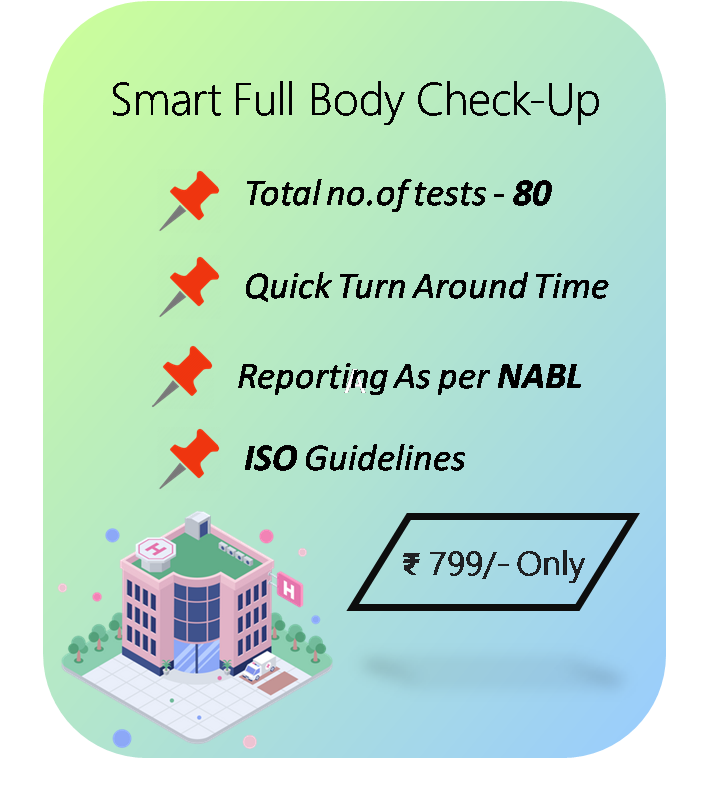 Smart Full Body Check-Up
Total no.of tests - 80
Quick Turn Around Time
Reporting As per NABL
ISO Guidelines
₹ 799/- Only
H
H